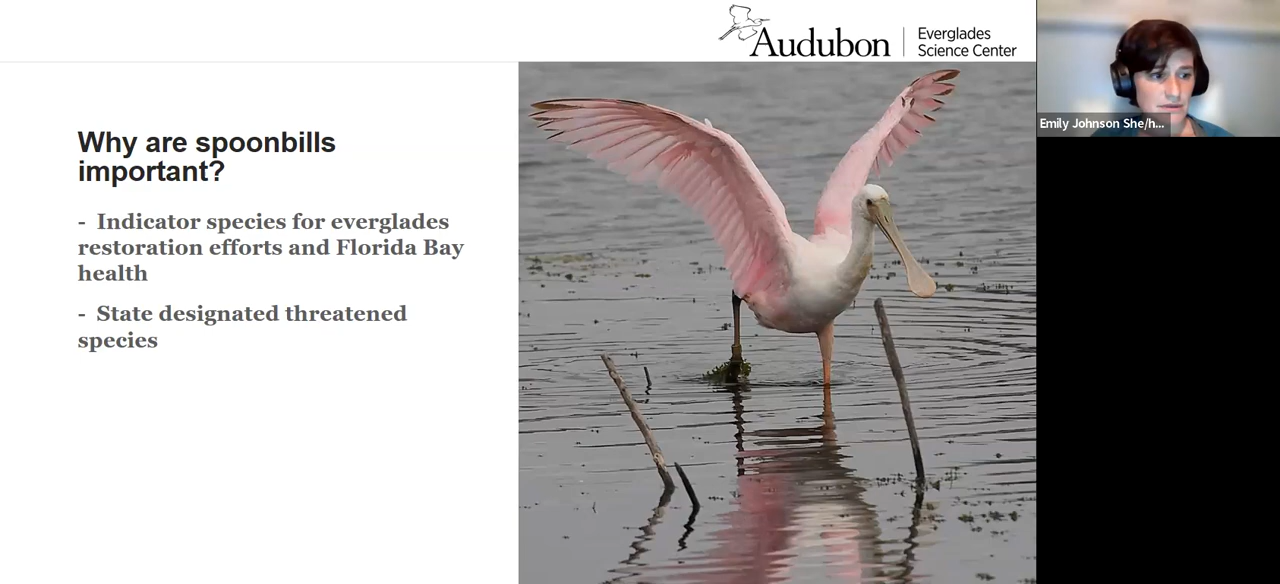 Audubon
Everglades
Science Center
Why are spoonbills
important?
- Indicator species for everglades
restoration efforts and Florida Bay
health
- State designated threatened
species
Emily Johnson She/h...